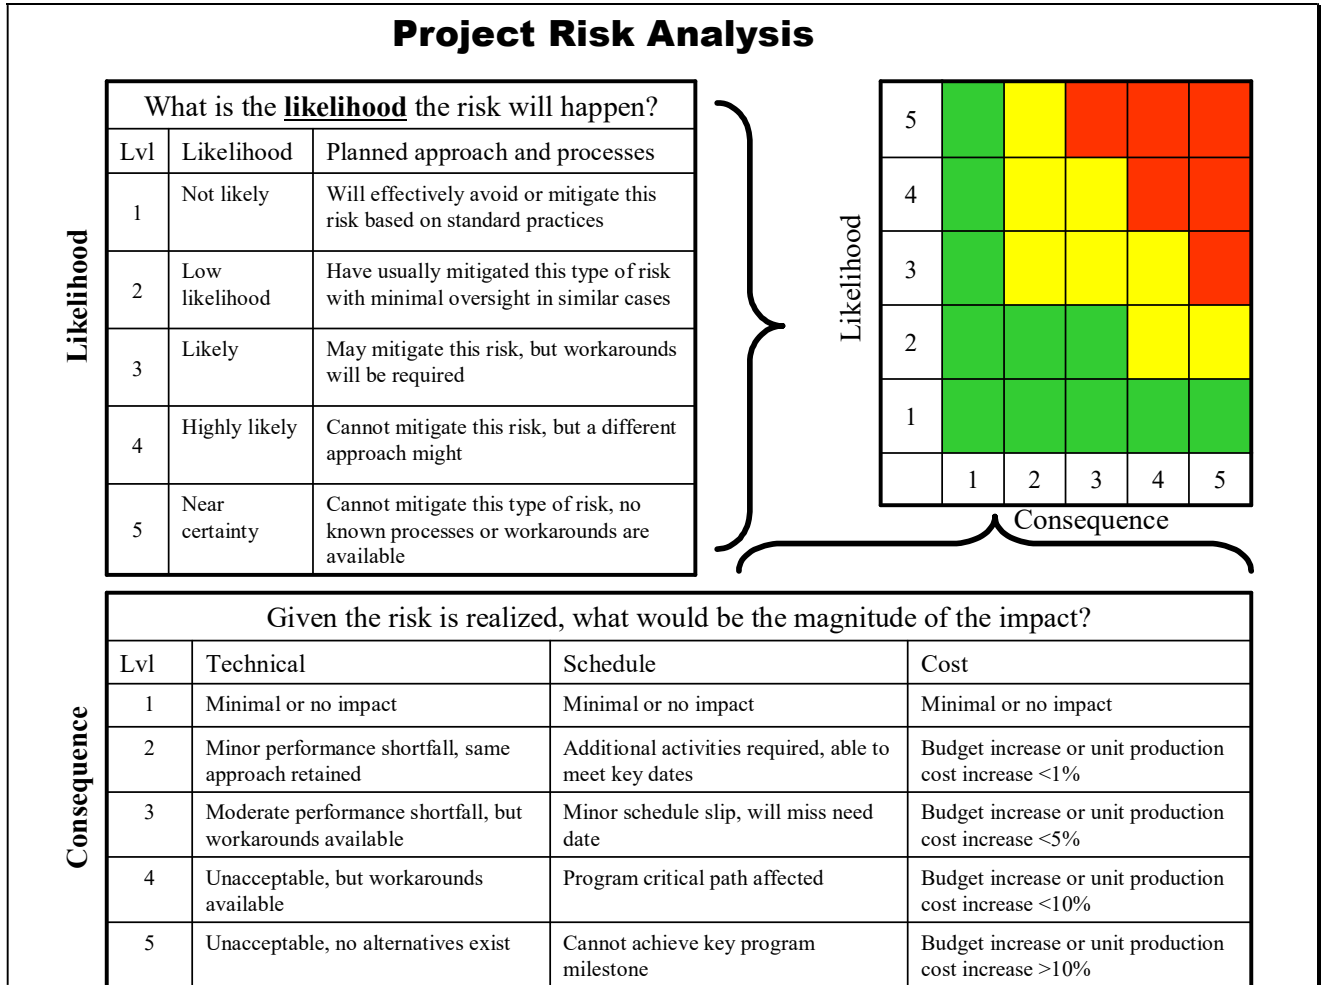 Project Risk Analysis
What is the likelihood the risk will happen?
Lvl Likelihood Planned approach and processes
1 Not likely Will effectively avoid or mitigate this
risk based on standard practices
2 Low Have usually mitigated this type of risk
likelihood with minimal oversight in similar cases
3 Likely May mitigate this risk, but workarounds
will be required
4 Highly likely Cannot mitigate this risk, but a different
approach might
5 Near Cannot mitigate this type of risk, no
certainty known processes or workarounds are
available
Likelihood
Likelihood
5
4
3
2
1
1 2 3 4 5
Consequence
Given the risk is realized, what would be the magnitude of the impact?
Lvl Technical Schedule Cost
1 Minimal or no impact Minimal or no impact Minimal or no impact
2 Minor performance shortfall, same Additional activities required, able to Budget increase or unit production
approach retained meet key dates cost increase <1%
3 Moderate performance shortfall, but Minor schedule slip, will miss need Budget increase or unit production
workarounds available date cost increase <5%
4 Unacceptable, but workarounds Program critical path affected Budget increase or unit production
available cost increase <10%
5 Unacceptable, no alternatives exist Cannot achieve key program Budget increase or unit production
milestone cost increase >10%
Consequence